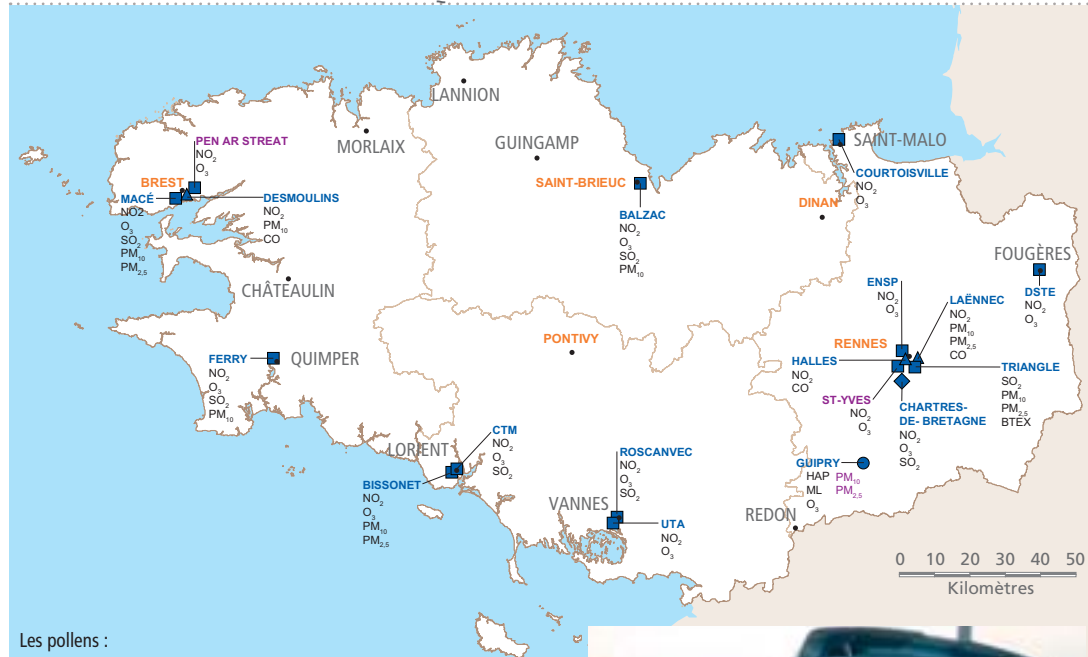 LANNION
MORLAIX
GUINGAMP
SAINT-MALO
PEN AR STREAT
NO2
O3
BREST
MACÉ
NO2
O3
SO2
PM10
PM2,5
DESMOULINS
NO2
PM10
CO
SAINT-BRIEUC
BALZAC
NO2
O3
SO2
PM10
COURTOISVILLE
NO2
O3
DINAN
CHÂTEAULIN
FOUGÈRES
DSTE
NO2
O3
ENSP
NO2
O3
LAËNNEC
NO2
PM10
PM2,5
CO
RENNES
HALLES
NO2
CO
TRIANGLE
SO2
PM10
PM2,5
BTEX
ST-YVES
NO2
O3
CHARTRES-
DE- BRETAGNE
NO2
O3
SO2
PONTIVY
FERRY
NO2
O3
SO2
PM10
QUIMPER
LORIENT
CTM
NO2
O3
SO2
BISSONET
NO2
O3
PM10
PM2,5
ROSCANVEC
NO2
O3
SO2
VANNES
UTA
NO2
O3
GUIPRY
HAP PM10
ML PM2,5
O3
REDON
0 10 20 30 40 50
Kilomètres
Les pollens :